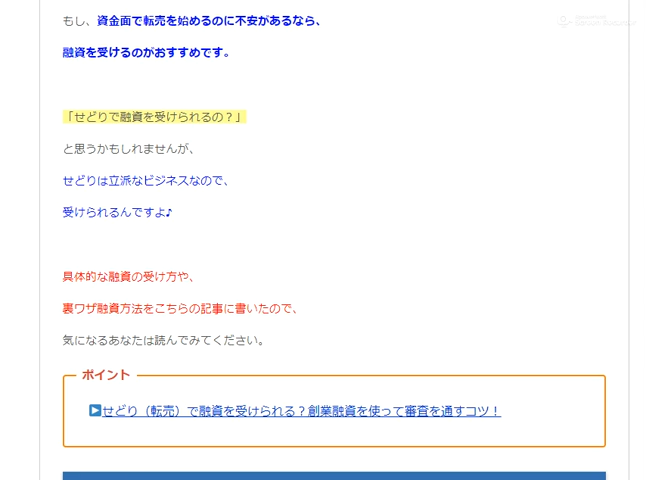 もし、資金面で転売を始めるのに不安があるなら、
融資を受けるのがおすすめです。
「せどりで融資を受けられるの？」
と思うかもしれませんが、
せどりは立派なビジネスなので、
受けられるんですよ♪
具体的な融資の受け方や、
裏ワザ融資方法をこちらの記事に書いたので、
気になるあなたは読んでみてください。
ポイント
せどり（転売）で融資を受けられる？創業融資を使って審査を通すコツ！